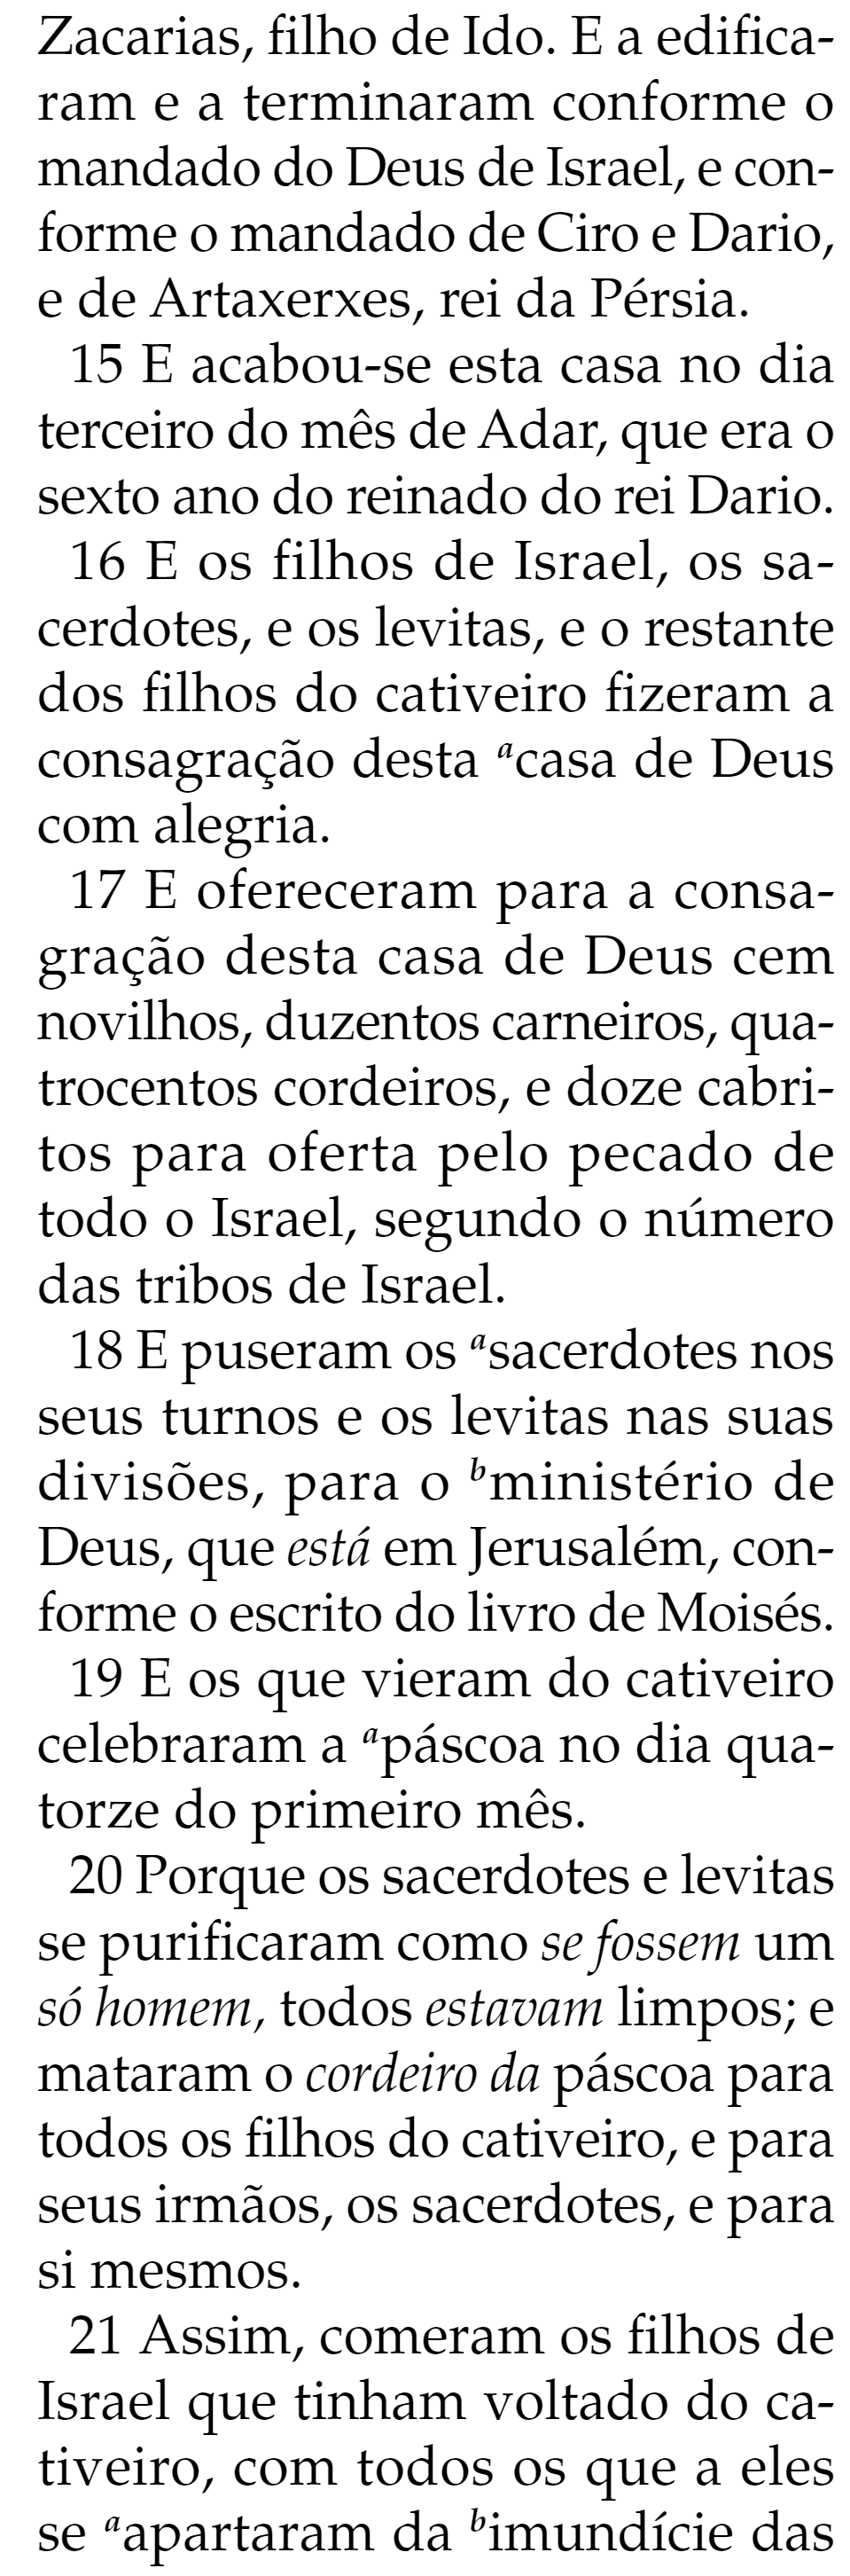 Zacarias, filho de Ido. E a edifica-
ram e a terminaram conforme o
mandado do Deus de Israel, e con-
forme o mandado de Ciro e Dario,
e de Artaxerxes, rei da Pérsia.
15 E acabou-se esta casa no dia
terceiro do mês de Adar, que era o
sexto ano do reinado do rei Dario.
16 E os filhos de Israel, os sa-
cerdotes, e os levitas, e o restante
dos filhos do cativeiro fizeram a
consagração desta ᵃcasa de Deus
com alegria.
17 E ofereceram para a consa-
gração desta casa de Deus cem
novilhos, duzentos carneiros, qua-
trocentos cordeiros, e doze cabri-
tos para oferta pelo pecado de
todo o Israel, segundo o número
das tribos de Israel.
18 E puseram os ᵃsacerdotes nos
seus turnos e os levitas nas suas
divisões, para o ᵇministério de
Deus, que está em Jerusalém, con-
forme o escrito do livro de Moisés.
19 E os que vieram do cativeiro
celebraram a ᵃpáscoa no dia qua-
torze do primeiro mês.
20 Porque os sacerdotes e levitas
se purificaram como se fossem um
só homem, todos estavam limpos; e
mataram o cordeiro da páscoa para
todos os filhos do cativeiro, e para
seus irmãos, os sacerdotes, e para
si mesmos.
21 Assim, comeram os filhos de
Israel que tinham voltado do ca-
tiveiro, com todos os que a eles
se ᵃapartaram da ᵇimundície das